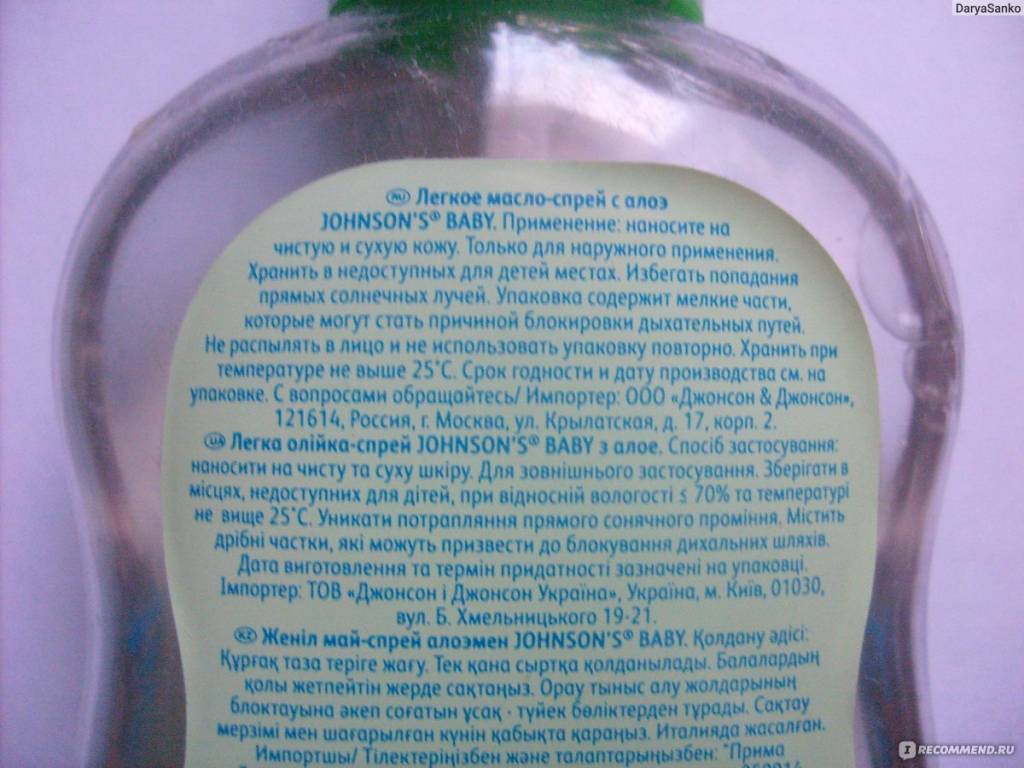 DaryaSanko
RU Легкое масло-спрей с алоэ
JOHNSON'S® BABY. Применение: наносите на
чистую и сухую кожу. Только для наружного применения.
Хранить в недоступных для детей местах. Избегать попадания
прямых солнечных лучей. Упаковка содержит мелкие части,
которые могут стать причиной блокировки дыхательных путей.
Не распылять в лицо и не использовать упаковку повторно. Хранить при
температуре не выше 25°С. Срок годности и дату производства см. на
упаковке. С вопросами обращайтесь/ Импортер: ООО «Джонсон & Джонсон»,
121614, Россия, г. Москва, ул. Крылатская, д. 17, корп. 2.
UA Легка олійка-спрей JOHNSON'S® BABY з алое. Спосіб застосування:
наносити на чисту та суху шкіру. Для зовнішнього застосування. Зберігати в
місцях, недоступних для дітей, при відносній вологості ≤ 70% та температурі
не вище 25°С. Уникати потрапляння прямого сонячного проміння. Містить
дрібні частки, які можуть призвести до блокування дихальних шляхів.
Дата виготовлення та термін придатності зазначені на упаковці.
Імпортер: ТОВ «Джонсон і Джонсон Україна», Україна, м. Київ, 01030,
вул. Б. Хмельницького 19-21.
KZ Женіл май-спрей алоэмен JOHNSON'S® BABY. Қолдану әдісі:
Құрғақ таза теріге жағу. Тек қана сыртқа қолданылады. Балалардың
қолы жетпейтін жерде сақтаңыз. Орау тыныс алу жолдарының
блоктауына әкеп соғатын ұсақ - түйек бөліктерден тұрады. Сақтау
мерзімі мен шағарылған күнін қабықта қараңыз. Италияда жасалған.
Импортшы/ Тілектеріңізбен және талаптарыңызбен: "Прима
IRECOMMEND.RU